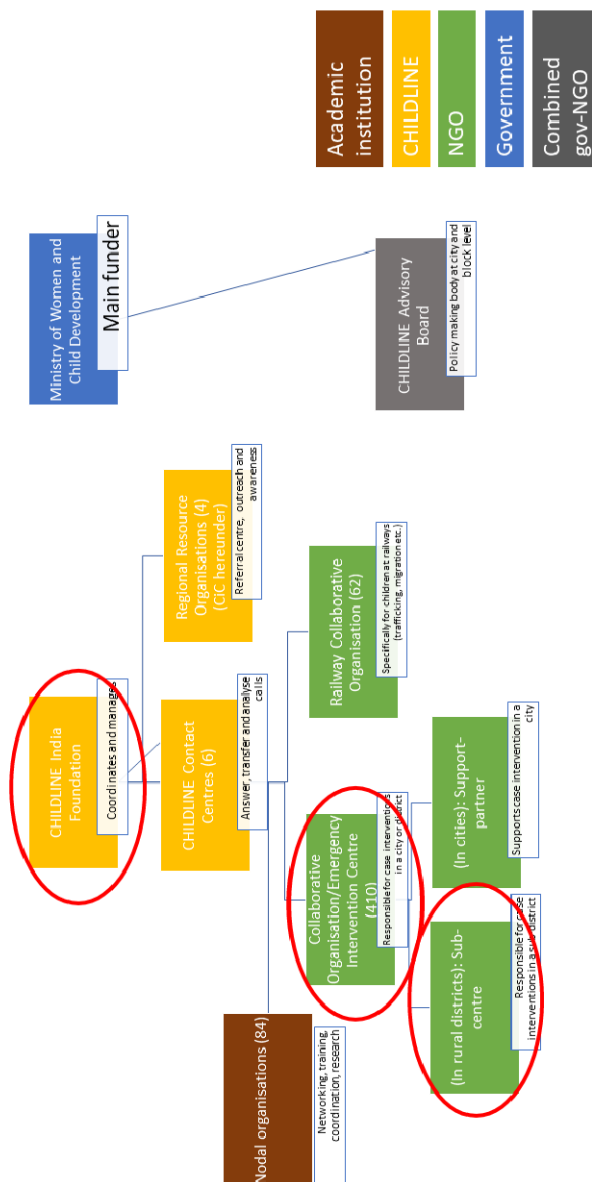 CHILDLINE India
Foundation
Coordinates and manages
Ministry of Women and
Child Development
Main funder
CHILDLINE Contact
Centres (6)
Answer, transfer and analyse
calls
Regional Resource
Organisations (4)
(CiC hereunder)
Referral centre, outreach and
awareness
Nodal organisations (84)
Networking, training,
coordination, research
Collaborative
Organisation/Emergency
Intervention Centre
(410)
Responsible for case interventions
in a city or district
Railway Collaborative
Organisation (62)
Specifically for children at railways
(trafficking, migration etc.)
CHILDLINE Advisory
Board
Policy making body at city and
block level
(In rural districts): Sub-
centre
Responsible for case
interventions in a sub-district
(In cities): Support-
partner
Supports case intervention in a
city
Academic
institution
CHILDLINE
NGO
Government
Combined
gov-NGO